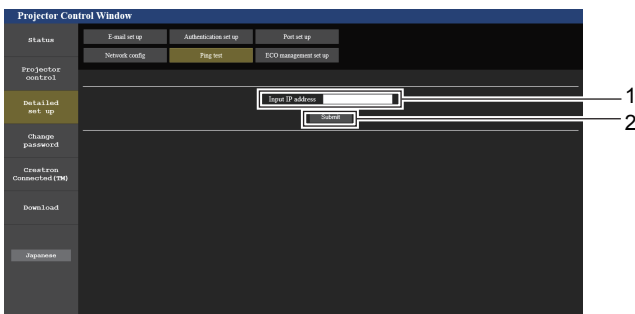 Projector Control Window
Status
E-mail set up
Authentication set up
Port set up
Network config
Ping test
ECO management set up
Projector
control
Detailed
set up
Input IP address
1
Submit
2
Change
password
Crestron
Connected(TM)
Download
Japanese